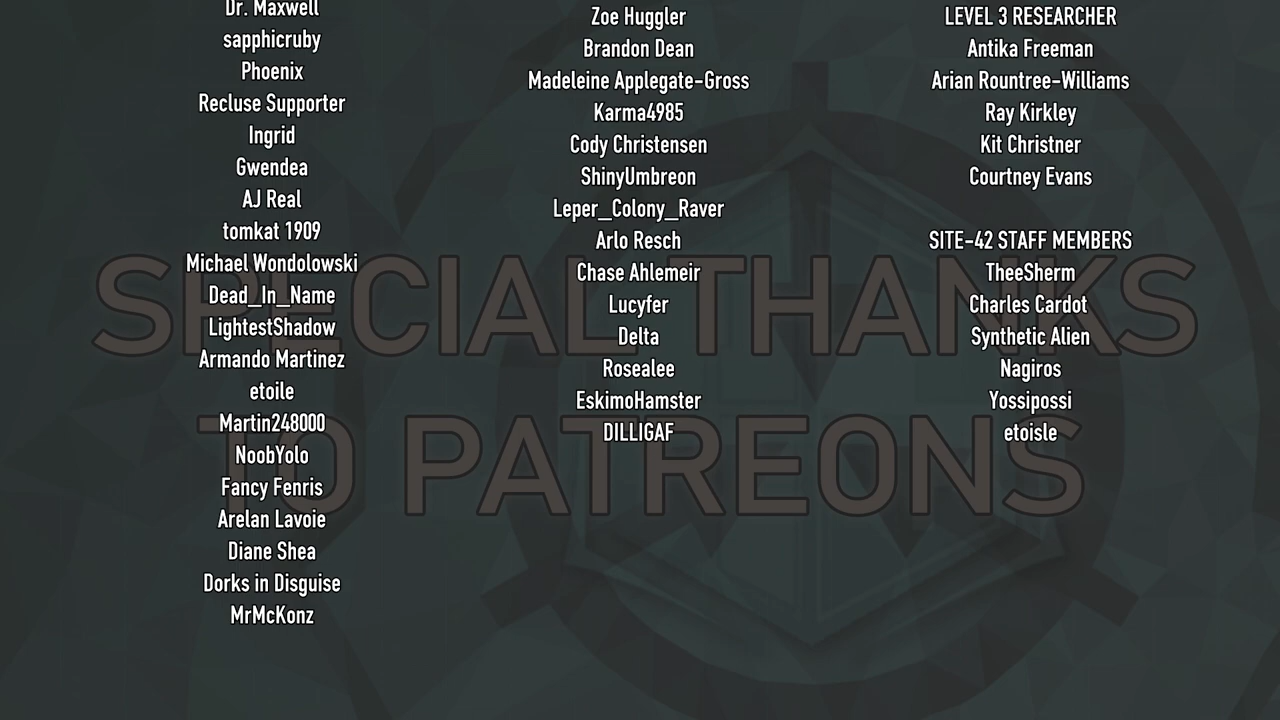 Dr. Maxwell
sapphicruby
Phoenix
Recluse Supporter
Ingrid
Gwendea
AJ Real
tomkat 1909
Michael Wondolowski
Dead_In_Name
LightestShadow
Armando Martinez
etoile
Martin248000
NoobYolo
Fancy Fenris
Arelan Lavoie
Diane Shea
Dorks in Disguise
MrMcKonz
Zoe Huggler
Brandon Dean
Madeleine Applegate-Gross
Karma4985
Cody Christensen
ShinyUmbreon
Leper_Colony_Raver
Arlo Resch
Chase Ahlemeir
Lucyfer
Delta
Rosealee
EskimoHamster
DILLIGAF
LEVEL 3 RESEARCHER
Antika Freeman
Arian Rountree-Williams
Ray Kirkley
Kit Christner
Courtney Evans
SITE-42 STAFF MEMBERS
TheeSherm
Charles Cardot
Synthetic Alien
Nagiros
Yossipossi
etoisle
SPECIAL THANKS
TO PATREONS